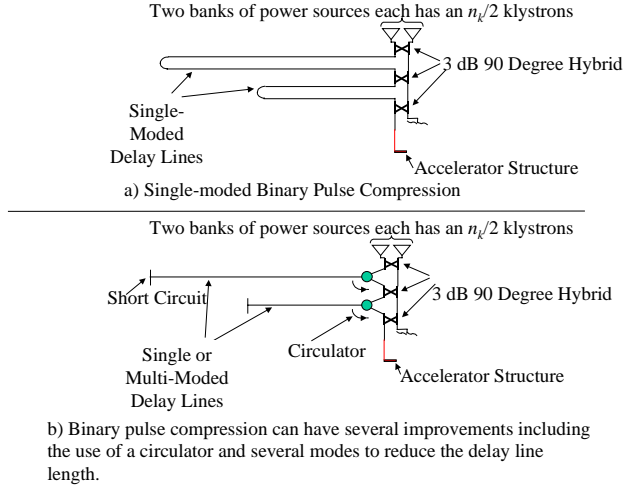 Two banks of power sources each has an n_k/2 klystrons
3 dB 90 Degree Hybrid
Single-
Moded
Delay Lines
Accelerator Structure
a) Single-moded Binary Pulse Compression
Two banks of power sources each has an n_k/2 klystrons
Short Circuit
3 dB 90 Degree Hybrid
Single or
Multi-Moded
Delay Lines
Circulator
Accelerator Structure
b) Binary pulse compression can have several improvements including
the use of a circulator and several modes to reduce the delay line
length.